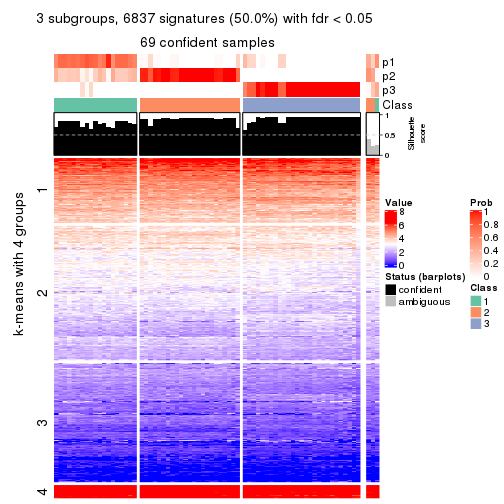 3 subgroups, 6837 signatures (50.0%) with fdr < 0.05
69 confident samples
p1
p2
p3
Class
1
0.5
0
Silhouette
score
k-means with 4 groups
1
2
3
4
Value
8
6
4
2
0
Status (barplots)
confident
ambiguous
Prob
1
0.8
0.6
0.4
0.2
0
Class
1
2
3